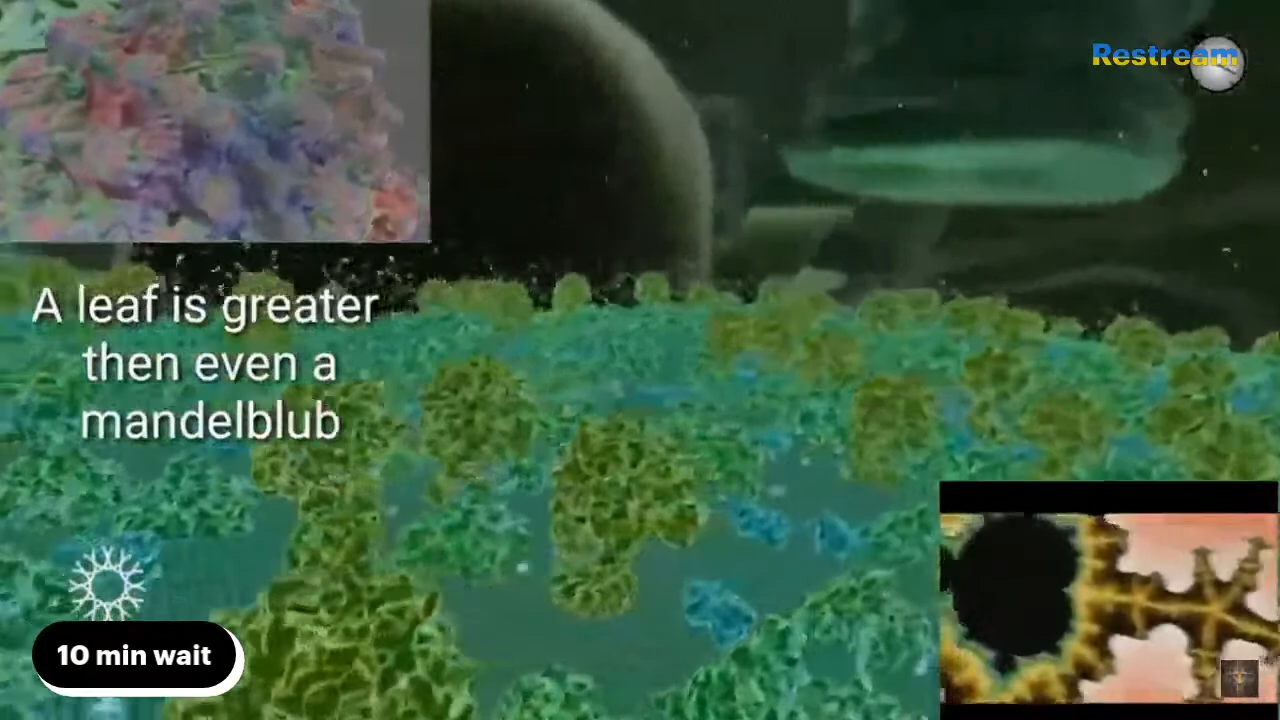 Restream
A leaf is greater
then even a
mandelblub
10 min wait